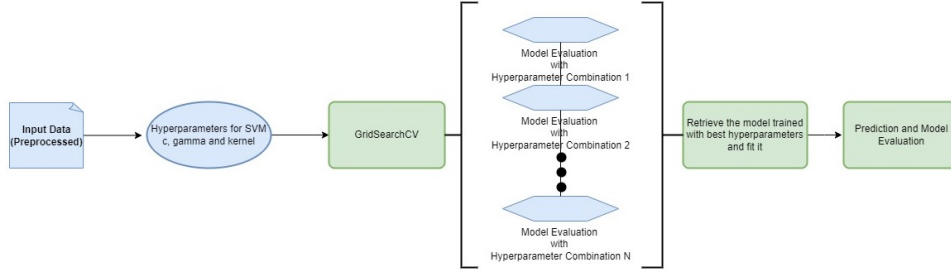 Input Data
(Preprocessed)
Hyperparameters for SVM
c, gamma and kernel
GridSearchCV
Model Evaluation
with
Hyperparameter Combination 1
Model Evaluation
with
Hyperparameter Combination 2
Model Evaluation
with
Hyperparameter Combination N
Retrieve the model trained
with best hyperparameters
and fit it
Prediction and Model
Evaluation